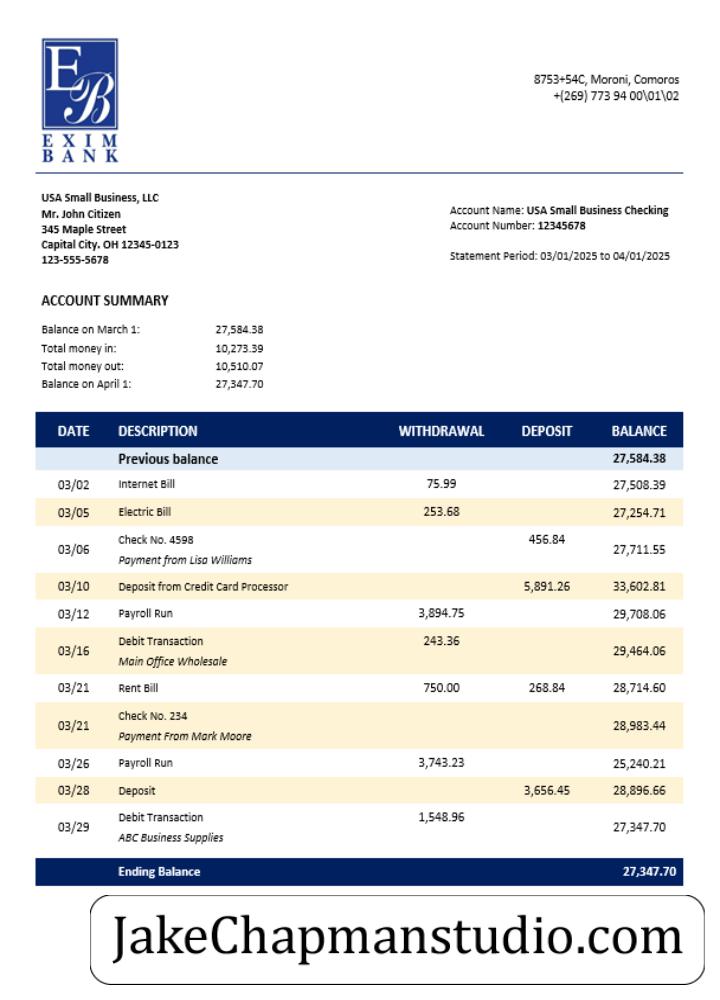 EB
EXIM
BANK
8753+54C, Moroni, Comoros
+(269) 773 94 00\01\02
USA Small Business, LLC
Mr. John Citizen
345 Maple Street
Capital City. OH 12345-0123
123-555-5678
Account Name: USA Small Business Checking
Account Number: 12345678
Statement Period: 03/01/2025 to 04/01/2025
ACCOUNT SUMMARY
Balance on March 1: 27,584.38
Total money in: 10,273.39
Total money out: 10,510.07
Balance on April 1: 27,347.70
DATE DESCRIPTION WITHDRAWAL DEPOSIT BALANCE
Previous balance 27,584.38
03/02 Internet Bill 75.99 27,508.39
03/05 Electric Bill 253.68 27,254.71
03/06 Check No. 4598 456.84 27,711.55
Payment from Lisa Williams
03/10 Deposit from Credit Card Processor 5,891.26 33,602.81
03/12 Payroll Run 3,894.75 29,708.06
03/16 Debit Transaction 243.36 29,464.06
Main Office Wholesale
03/21 Rent Bill 750.00 268.84 28,714.60
03/21 Check No. 234 28,983.44
Payment From Mark Moore
03/26 Payroll Run 3,743.23 25,240.21
03/28 Deposit 3,656.45 28,896.66
03/29 Debit Transaction 1,548.96 27,347.70
ABC Business Supplies
Ending Balance 27,347.70
JakeChapmanstudio.com